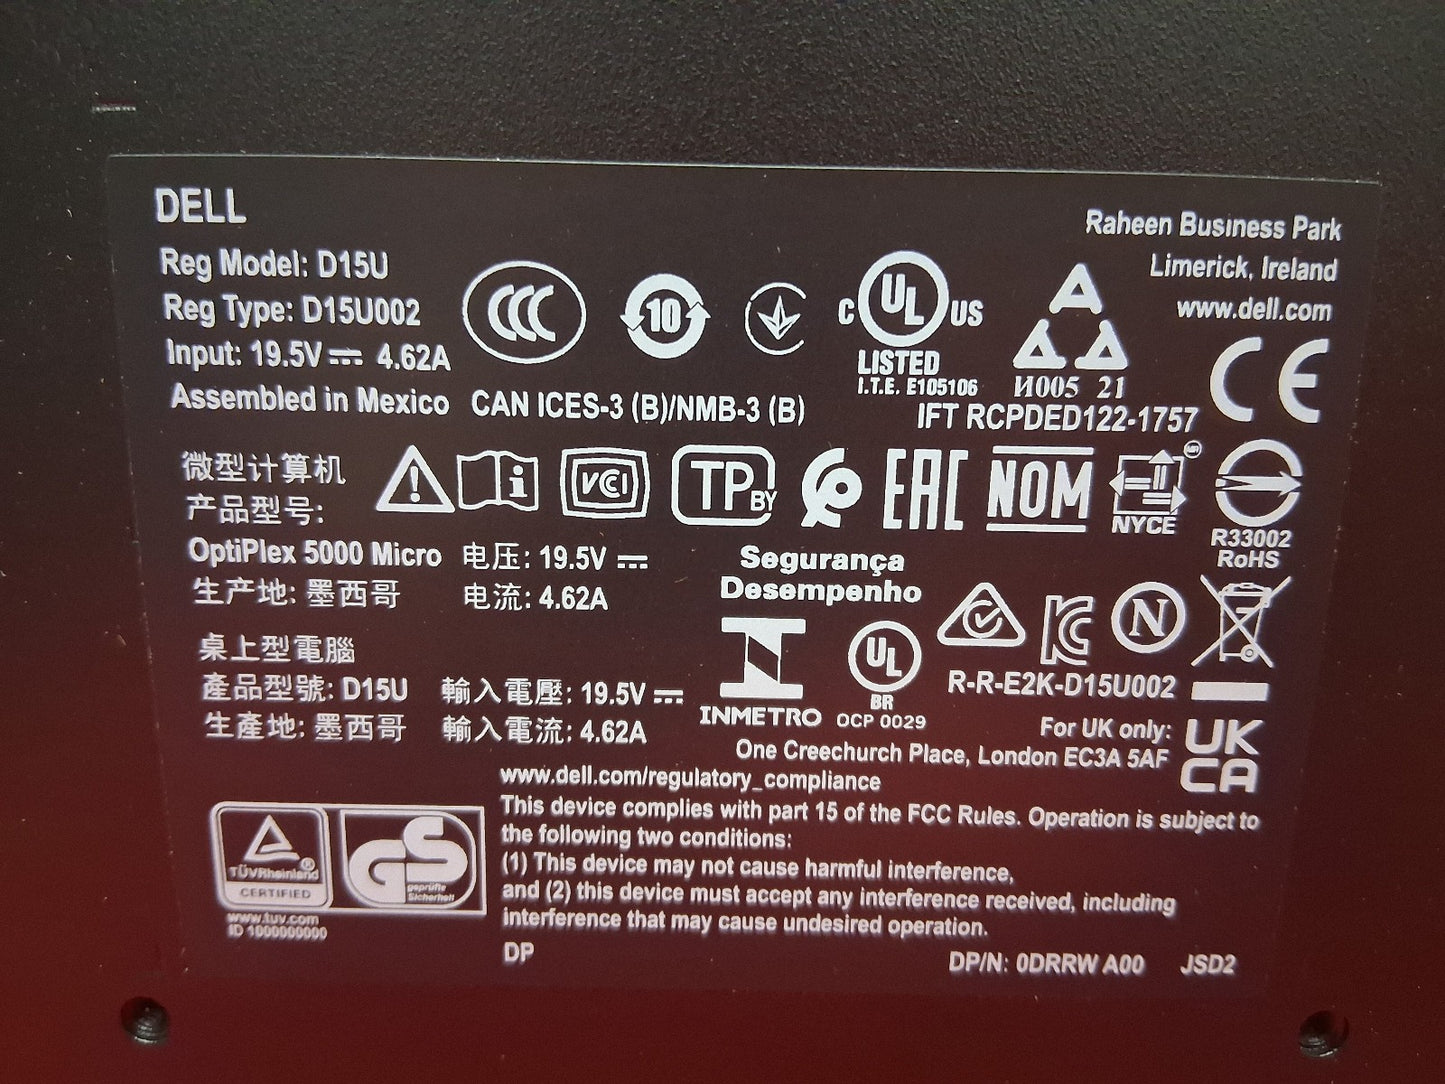 DELL
Raheen Business Park
Limerick, Ireland
www.dell.com
Reg Model: D15U
Reg Type: D15U002
Input: 19.5V 4.62A
Assembled in Mexico
CCC
10
C UL US
LISTED
I.T.E. E105106
И005 21
CE
CAN ICES-3 (B)/NMB-3 (B)
IFT RCPDED122-1757
微型计算机
产品型号:
OptiPlex 5000 Micro
生产地: 墨西哥
电压: 19.5V
电流: 4.62A
VCCI
TP BY
EAC
NOM
NYCE
R33002
RoHS
Segurança
Desempenho
INMETRO
UL
BR
OCP 0029
KC
N
R-R-E2K-D15U002
桌上型電腦
產品型號: D15U
生產地: 墨西哥
輸入電壓: 19.5V
輸入電流: 4.62A
For UK only:
One Creechurch Place, London EC3A 5AF
UK
CA
www.dell.com/regulatory_compliance
This device complies with part 15 of the FCC Rules. Operation is subject to
the following two conditions:
(1) This device may not cause harmful interference,
and (2) this device must accept any interference received, including
interference that may cause undesired operation.
TÜVRheinland®
CERTIFIED
GS
geprüfte
Sicherheit
www.tuv.com
ID 1000000000
DP
DP/N: 0DRRW A00 JSD2